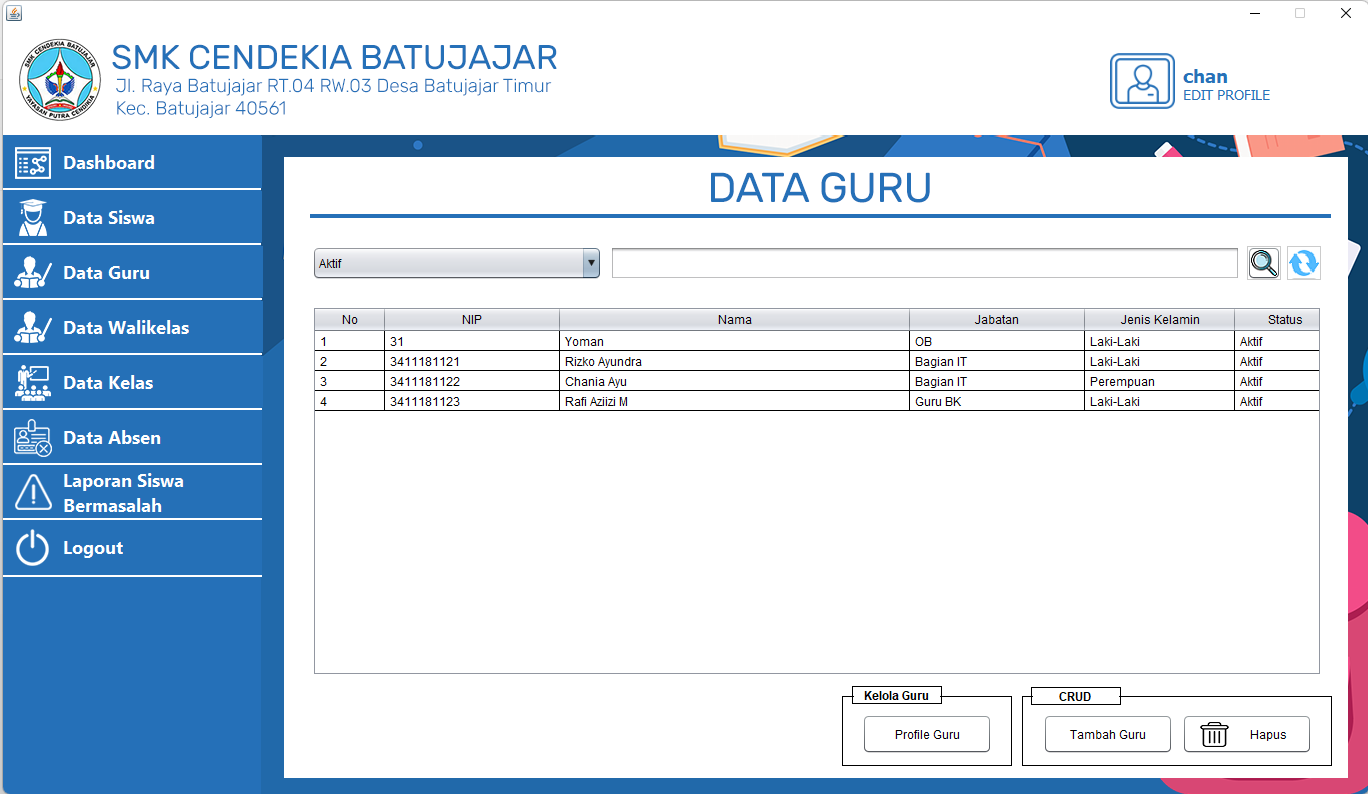 SMK CENDEKIA BATUJAJAR
YAYASAN PUTRA CENDIKIA
SMK CENDEKIA BATUJAJAR
Jl. Raya Batujajar RT.04 RW.03 Desa Batujajar Timur
Kec. Batujajar 40561
chan
EDIT PROFILE
Dashboard
Data Siswa
Data Guru
Data Walikelas
Data Kelas
Data Absen
Laporan Siswa
Bermasalah
Logout
DATA GURU
Aktif
No NIP Nama Jabatan Jenis Kelamin Status
1 31 Yoman OB Laki-Laki Aktif
2 3411181121 Rizko Ayundra Bagian IT Laki-Laki Aktif
3 3411181122 Chania Ayu Bagian IT Perempuan Aktif
4 3411181123 Rafi Aziizi M Guru BK Laki-Laki Aktif
Kelola Guru
Profile Guru
CRUD
Tambah Guru
Hapus